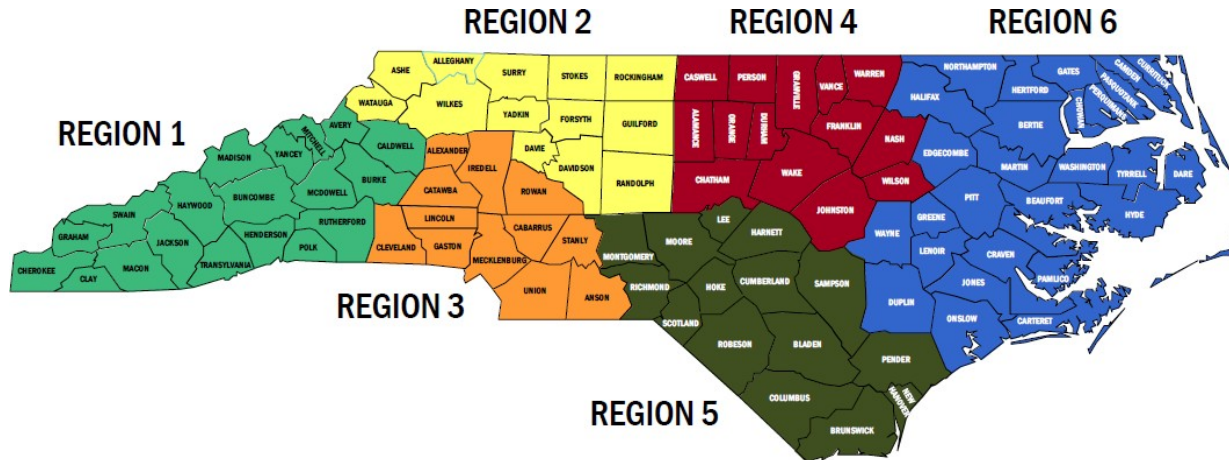 REGION 2
REGION 4
REGION 6
REGION 1
REGION 3
REGION 5
ASHE
ALLEGHANY
SURRY
STOKES
ROCKINGHAM
WATAUGA
WILKES
YADKIN
FORSYTH
GUILFORD
DAVIE
DAVIDSON
RANDOLPH
CASWELL
PERSON
GRANVILLE
VANCE
WARREN
ALAMANCE
ORANGE
DURHAM
FRANKLIN
NASH
CHATHAM
WAKE
WILSON
JOHNSTON
NORTHAMPTON
GATES
CAMDEN
CURRITUCK
PASQUOTANK
PERQUIMANS
CHOWAN
HERTFORD
HALIFAX
BERTIE
EDGECOMBE
MARTIN
WASHINGTON
TYRRELL
DARE
PITT
BEAUFORT
HYDE
GREENE
WAYNE
LENOIR
CRAVEN
PAMLICO
JONES
DUPLIN
ONSLOW
CARTERET
AVERY
MITCHELL
YANCEY
MADISON
CALDWELL
BURKE
MCDOWELL
BUNCOMBE
HAYWOOD
SWAIN
RUTHERFORD
HENDERSON
POLK
JACKSON
GRAHAM
TRANSYLVANIA
MACON
CHEROKEE
CLAY
ALEXANDER
IREDELL
CATAWBA
ROWAN
LINCOLN
CABARRUS
STANLY
CLEVELAND
GASTON
MECKLENBURG
UNION
ANSON
LEE
MOORE
HARNETT
MONTGOMERY
RICHMOND
HOKE
CUMBERLAND
SAMPSON
SCOTLAND
ROBESON
BLADEN
PENDER
COLUMBUS
NEW
HANOVER
BRUNSWICK